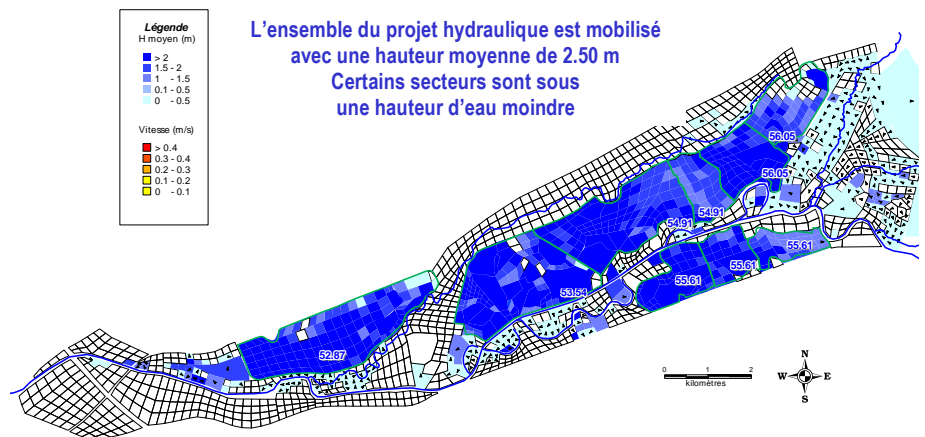 L'ensemble du projet hydraulique est mobilisé
avec une hauteur moyenne de 2.50 m
Certains secteurs sont sous
une hauteur d'eau moindre
Légende
H moyen (m)
> 2
1.5 - 2
1 - 1.5
0.1 - 0.5
0 - 0.5
Vitesse (m/s)
> 0.4
0.3 - 0.4
0.2 - 0.3
0.1 - 0.2
0 - 0.1
56.05
56.05
54.91
54.91
55.61
55.61
55.61
53.54
52.87
0 1 2
kilomètres
N
W E
S